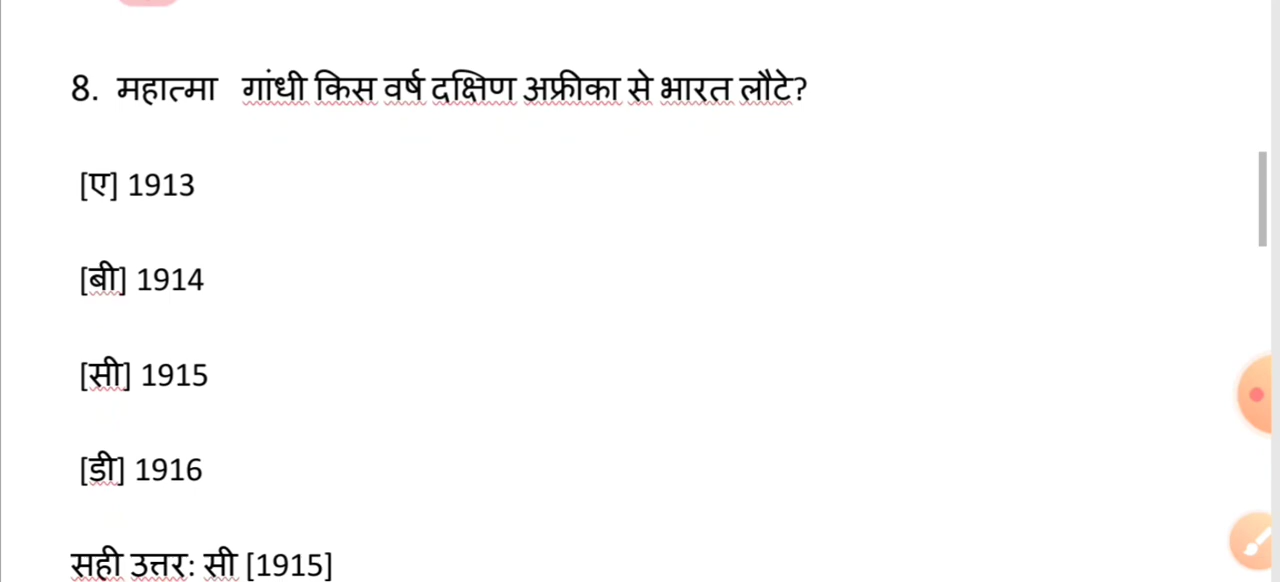 8. महात्मा गांधी किस वर्ष दक्षिण अफ्रीका से भारत लौटे?
[ए] 1913
[बी] 1914
[सी] 1915
[डी] 1916
सही उत्तर: सी [1915]